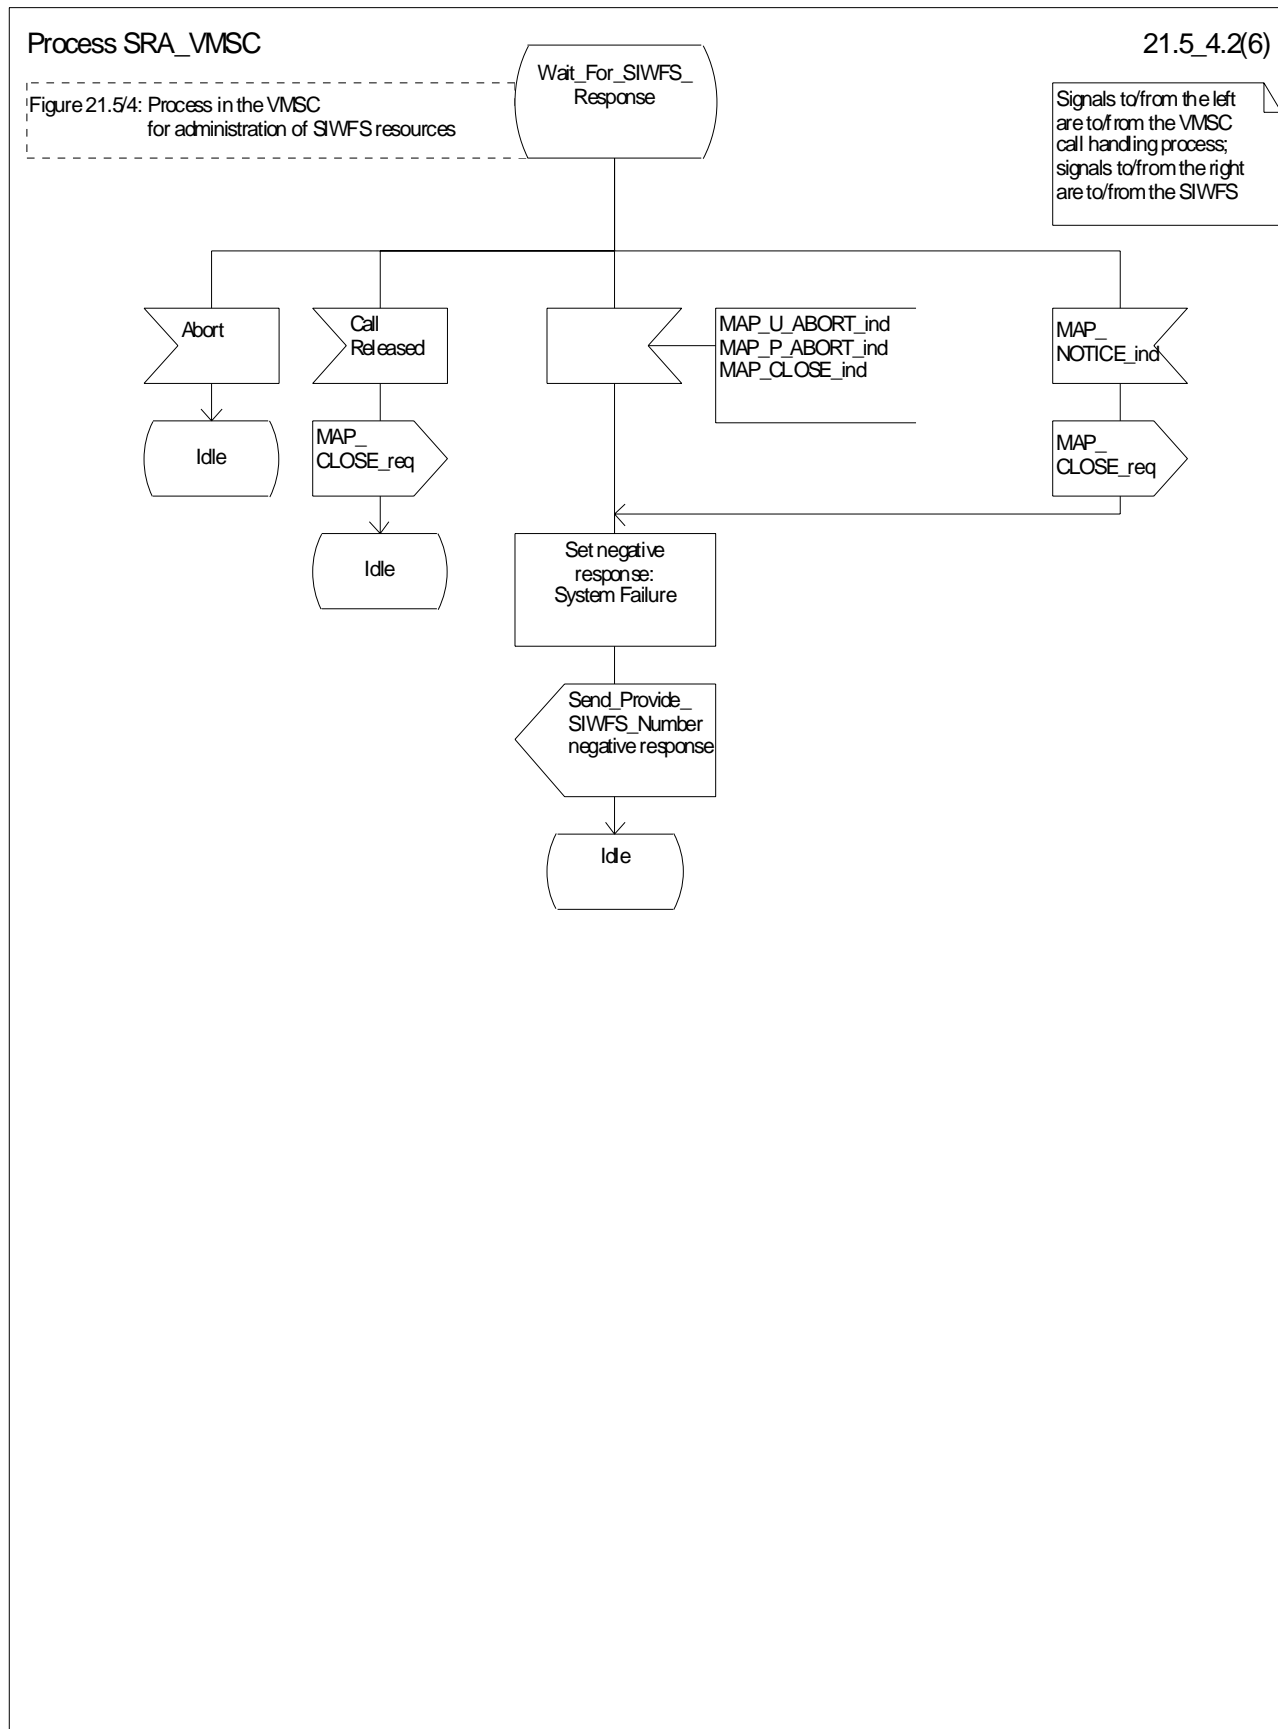 Process SRA_VMSC
21.5_4.2(6)
Wait_For_SIWFS_
Response
Figure 21.5/4: Process in the VMSC
for administration of SIWFS resources
Signals to/from the left
are to/from the VMSC
call handling process;
signals to/from the right
are to/from the SIWFS
Abort
Call
Released
MAP_U_ABORT_ind
MAP_P_ABORT_ind
MAP_CLOSE_ind
MAP_
NOTICE_ind
Idle
MAP_
CLOSE_req
MAP_
CLOSE_req
Idle
Set negative
response:
System Failure
Send_Provide_
SIWFS_Number
negative response
Idle